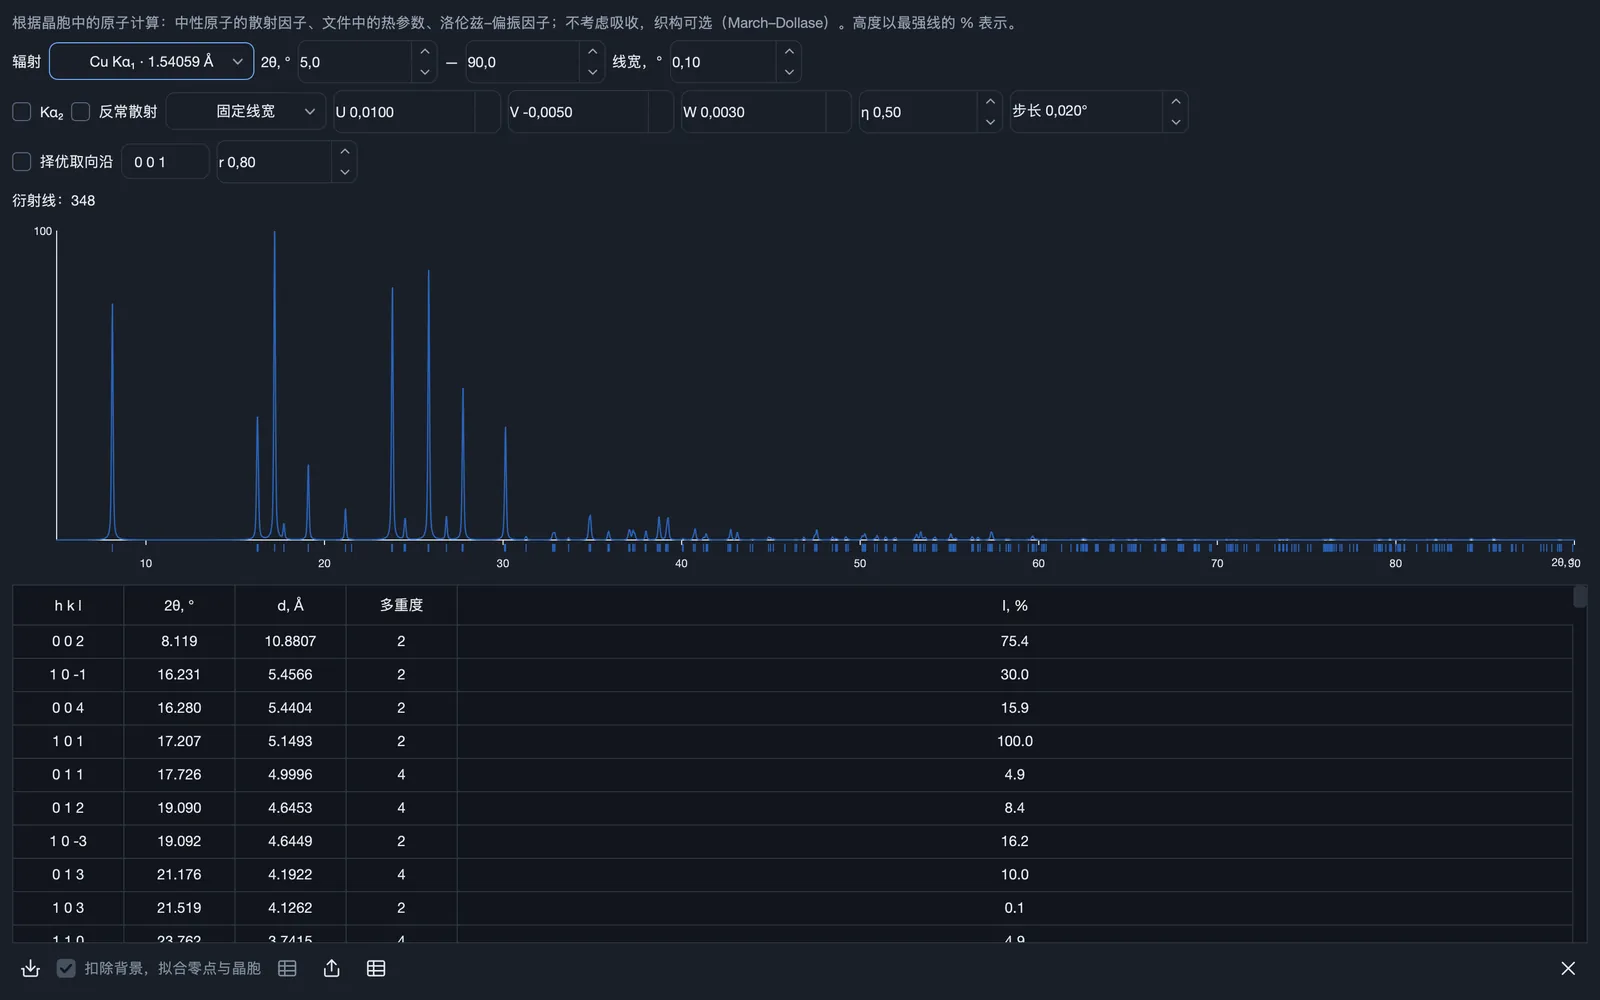 根据晶胞中的原子计算：中性原子的散射因子、文件中的热参数、洛伦兹–偏振因子；不考虑吸收，织构可选（March–Dollase）。高度以最强线的 % 表示。
辐射 Cu Kα₁ · 1.54059 Å 2θ, ° 5,0 — 90,0 线宽，° 0,10
Kα₂ 反常散射 固定线宽 U 0,0100 V -0,0050 W 0,0030 η 0,50 步长 0,020°
择优取向沿 0 0 1 r 0,80
衍射线：348
100
10 20 30 40 50 60 70 80 2θ, 90
h k l 2θ, ° d, Å 多重度 I, %
0 0 2 8.119 10.8807 2 75.4
1 0 -1 16.231 5.4566 2 30.0
0 0 4 16.280 5.4404 2 15.9
1 0 1 17.207 5.1493 2 100.0
0 1 1 17.726 4.9996 4 4.9
0 1 2 19.090 4.6453 4 8.4
1 0 -3 19.092 4.6449 2 16.2
0 1 3 21.176 4.1922 4 10.0
1 0 3 21.519 4.1262 2 0.1
1 1 0 23.762 3.7415 4 4.9
扣除背景，拟合零点与晶胞